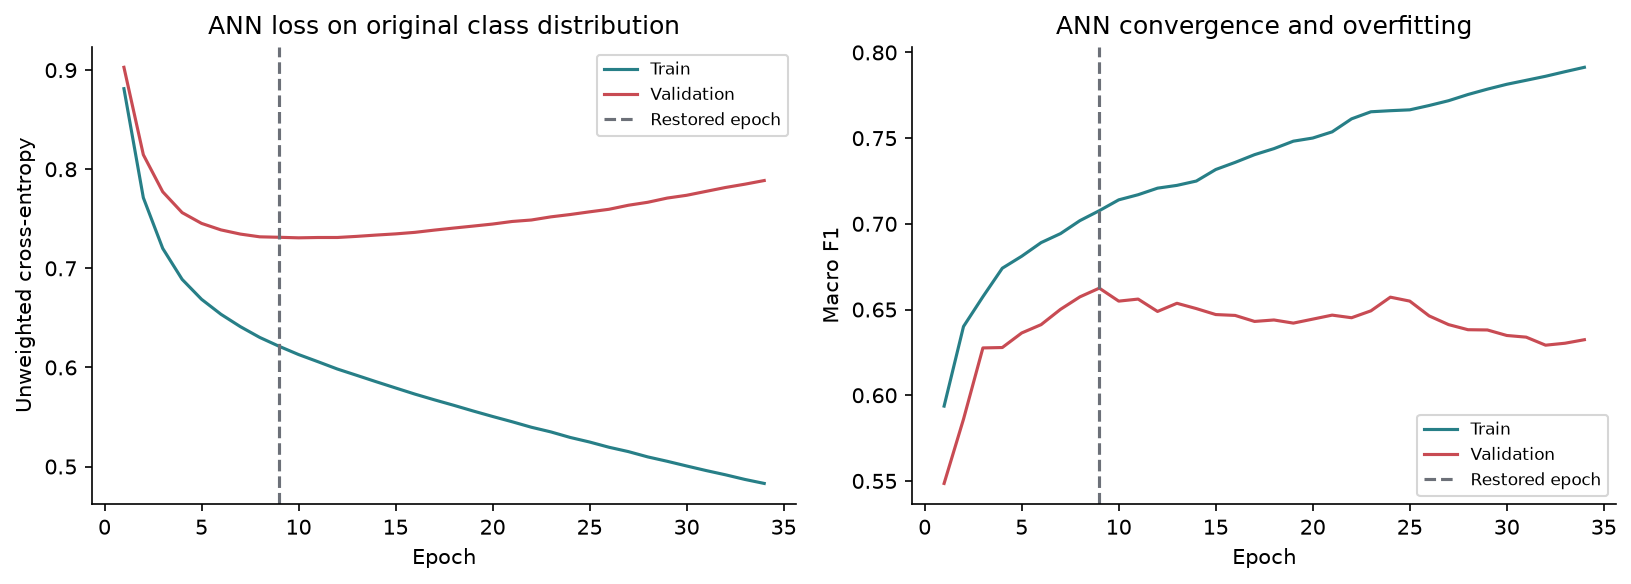 ANN loss on original class distribution
Unweighted cross-entropy
0.9
0.8
0.7
0.6
0.5
Train
Validation
Restored epoch
0 5 10 15 20 25 30 35
Epoch
ANN convergence and overfitting
Macro F1
0.80
0.75
0.70
0.65
0.60
0.55
Train
Validation
Restored epoch
0 5 10 15 20 25 30 35
Epoch